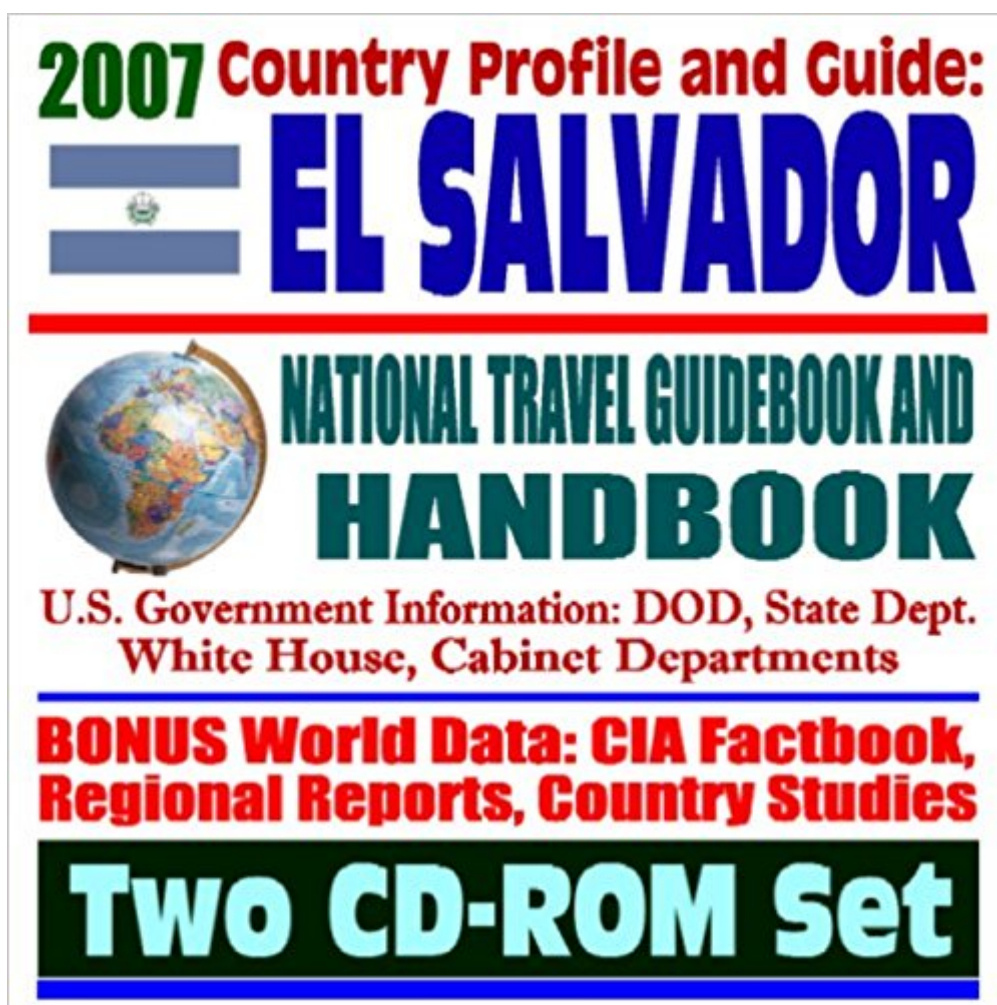 2007 Country Profile and Guide:
EL SALVADOR
NATIONAL TRAVEL GUIDEBOOK AND
HANDBOOK
U.S. Government Information: DOD, State Dept.
White House, Cabinet Departments
BONUS World Data: CIA Factbook,
Regional Reports, Country Studies
Two CD-ROM Set